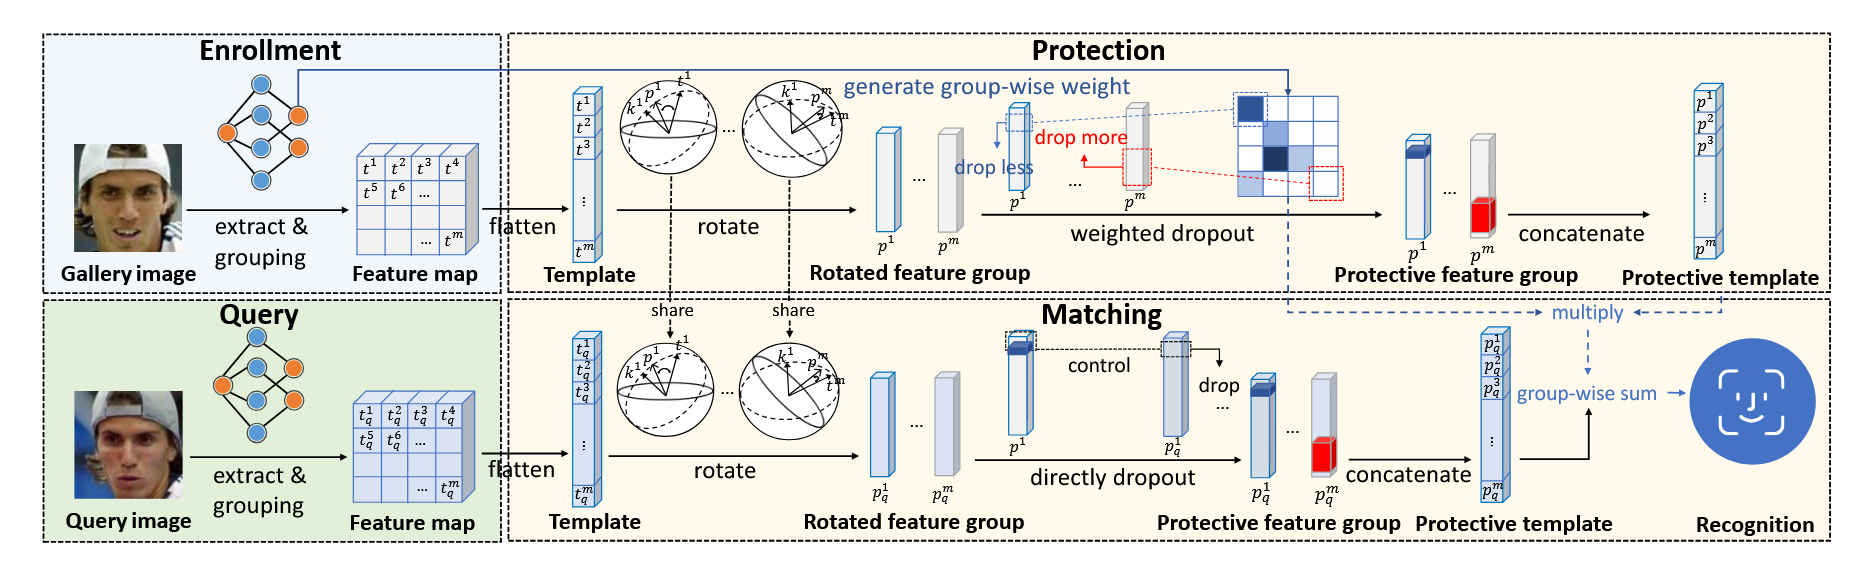 Enrollment
Gallery image
extract &
grouping
t^1 t^2 t^3 t^4
t^5 t^6 ...
... t^m
Feature map
flatten
Protection
t^1
t^2
t^3
⋮
t^m
Template
k^1 p^1 t^1
...
k^1 p^m t^m
rotate
generate group-wise weight
p^1
...
p^m
Rotated feature group
drop less
drop more
p^1
...
p^m
weighted dropout
p^1
...
p^m
Protective feature group
concatenate
p^1
p^2
p^3
⋮
p^m
Protective template
share
share
Query
Query image
extract &
grouping
t_q^1 t_q^2 t_q^3 t_q^4
t_q^5 t_q^6 ...
... t_q^m
Feature map
flatten
Matching
t_q^1
t_q^2
t_q^3
⋮
t_q^m
Template
k^1 p^1 t^1
...
k^1 p^m t^m
rotate
p_q^1
...
p_q^m
Rotated feature group
control
drop
...
p^1
p_q^1
directly dropout
p_q^1
...
p_q^m
Protective feature group
concatenate
p_q^1
p_q^2
p_q^3
⋮
p_q^m
Protective template
multiply
group-wise sum
Recognition